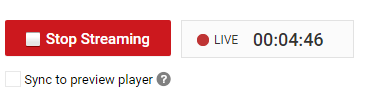 Stop Streaming
LIVE 00:04:46
Sync to preview player ?